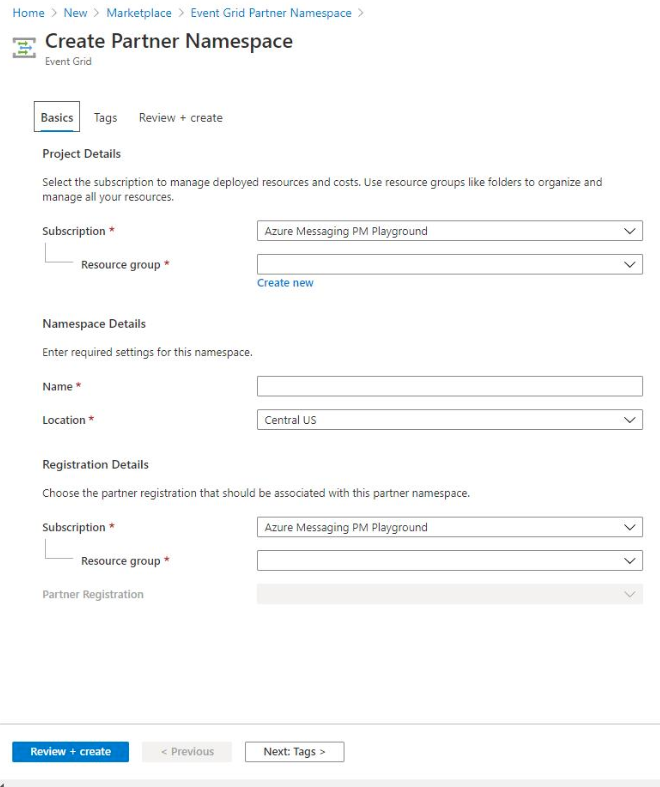 Home > New > Marketplace > Event Grid Partner Namespace >
Create Partner Namespace
Event Grid
Basics Tags Review + create
Project Details
Select the subscription to manage deployed resources and costs. Use resource groups like folders to organize and
manage all your resources.
Subscription * Azure Messaging PM Playground
Resource group *
Create new
Namespace Details
Enter required settings for this namespace.
Name *
Location * Central US
Registration Details
Choose the partner registration that should be associated with this partner namespace.
Subscription * Azure Messaging PM Playground
Resource group *
Partner Registration
Review + create < Previous Next: Tags >